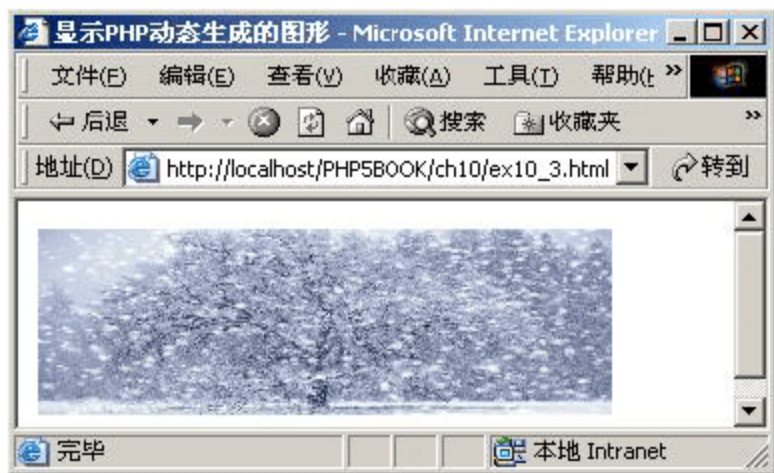 显示PHP动态生成的图形 - Microsoft Internet Explorer
文件(F) 编辑(E) 查看(V) 收藏(A) 工具(T) 帮助(H »
后退 搜索 收藏夹 »
地址(D) http://localhost/PHP5BOOK/ch10/ex10_3.html 转到
完毕 本地 Intranet